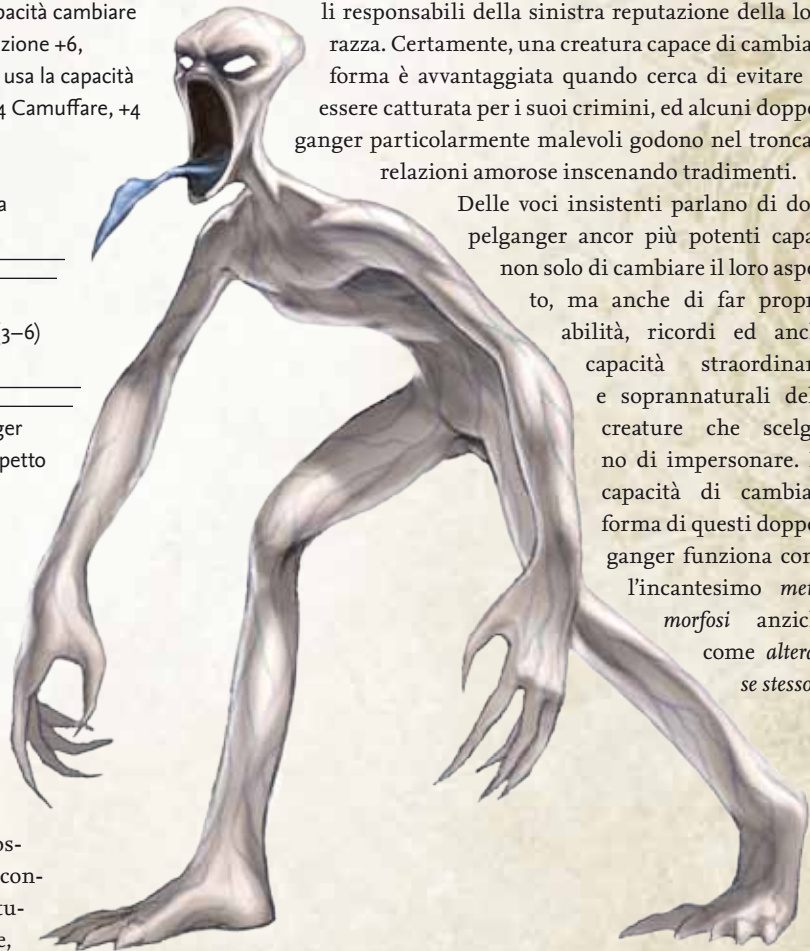 pacità cambiare
zione +6,
usa la capacità
4 Camuffare, +4
a
(3–6)
ger
petto
os-
con-
tu-
e,
li responsabili della sinistra reputazione della lo
razza. Certamente, una creatura capace di cambia
forma è avvantaggiata quando cerca di evitare
essere catturata per i suoi crimini, ed alcuni doppe
ganger particolarmente malevoli godono nel tronca
relazioni amorose inscenando tradimenti.
Delle voci insistenti parlano di do
pelganger ancor più potenti capa
non solo di cambiare il loro aspe
to, ma anche di far propr
abilità, ricordi ed anch
capacità straordinar
e soprannaturali del
creature che scelg
no di impersonare.
capacità di cambia
forma di questi doppe
ganger funziona com
l'incantesimo met
morfosi anzich
come altera
se stesso